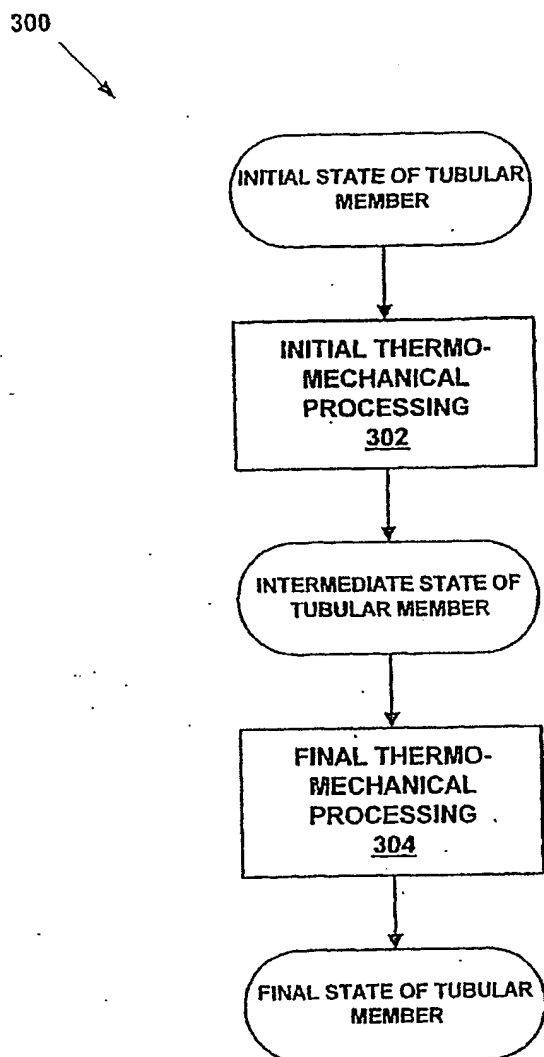 300
INITIAL STATE OF TUBULAR
MEMBER
INITIAL THERMO-
MECHANICAL
PROCESSING
302
INTERMEDIATE STATE OF
TUBULAR MEMBER
FINAL THERMO-
MECHANICAL
PROCESSING
304
FINAL STATE OF TUBULAR
MEMBER